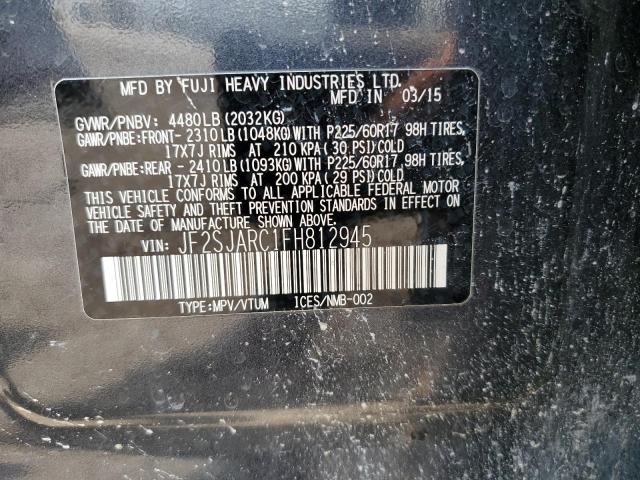 MFD BY FUJI HEAVY INDUSTRIES LTD.
MFD IN 03/15
GVWR/PNBV: 4480LB(2032KG)
GAWR/PNBE:FRONT-2310LB(1048KG)WITH P225/60R17 98H TIRES,
17X7J RIMS AT 210 KPA(30 PSI)COLD
GAWR/PNBE:REAR -2410LB(1093KG)WITH P225/60R17 98H TIRES,
17X7J RIMS AT 200 KPA(29 PSI)COLD
THIS VEHICLE CONFORMS TO ALL APPLICABLE FEDERAL MOTOR
VEHICLE SAFETY AND THEFT PREVENTION STANDARDS IN EFFECT ON
THE DATE OF MANUFACTURE SHOWN ABOVE.
VIN: JF2SJARC1FH812945
TYPE:MPV/VTUM ICES/NMB-002